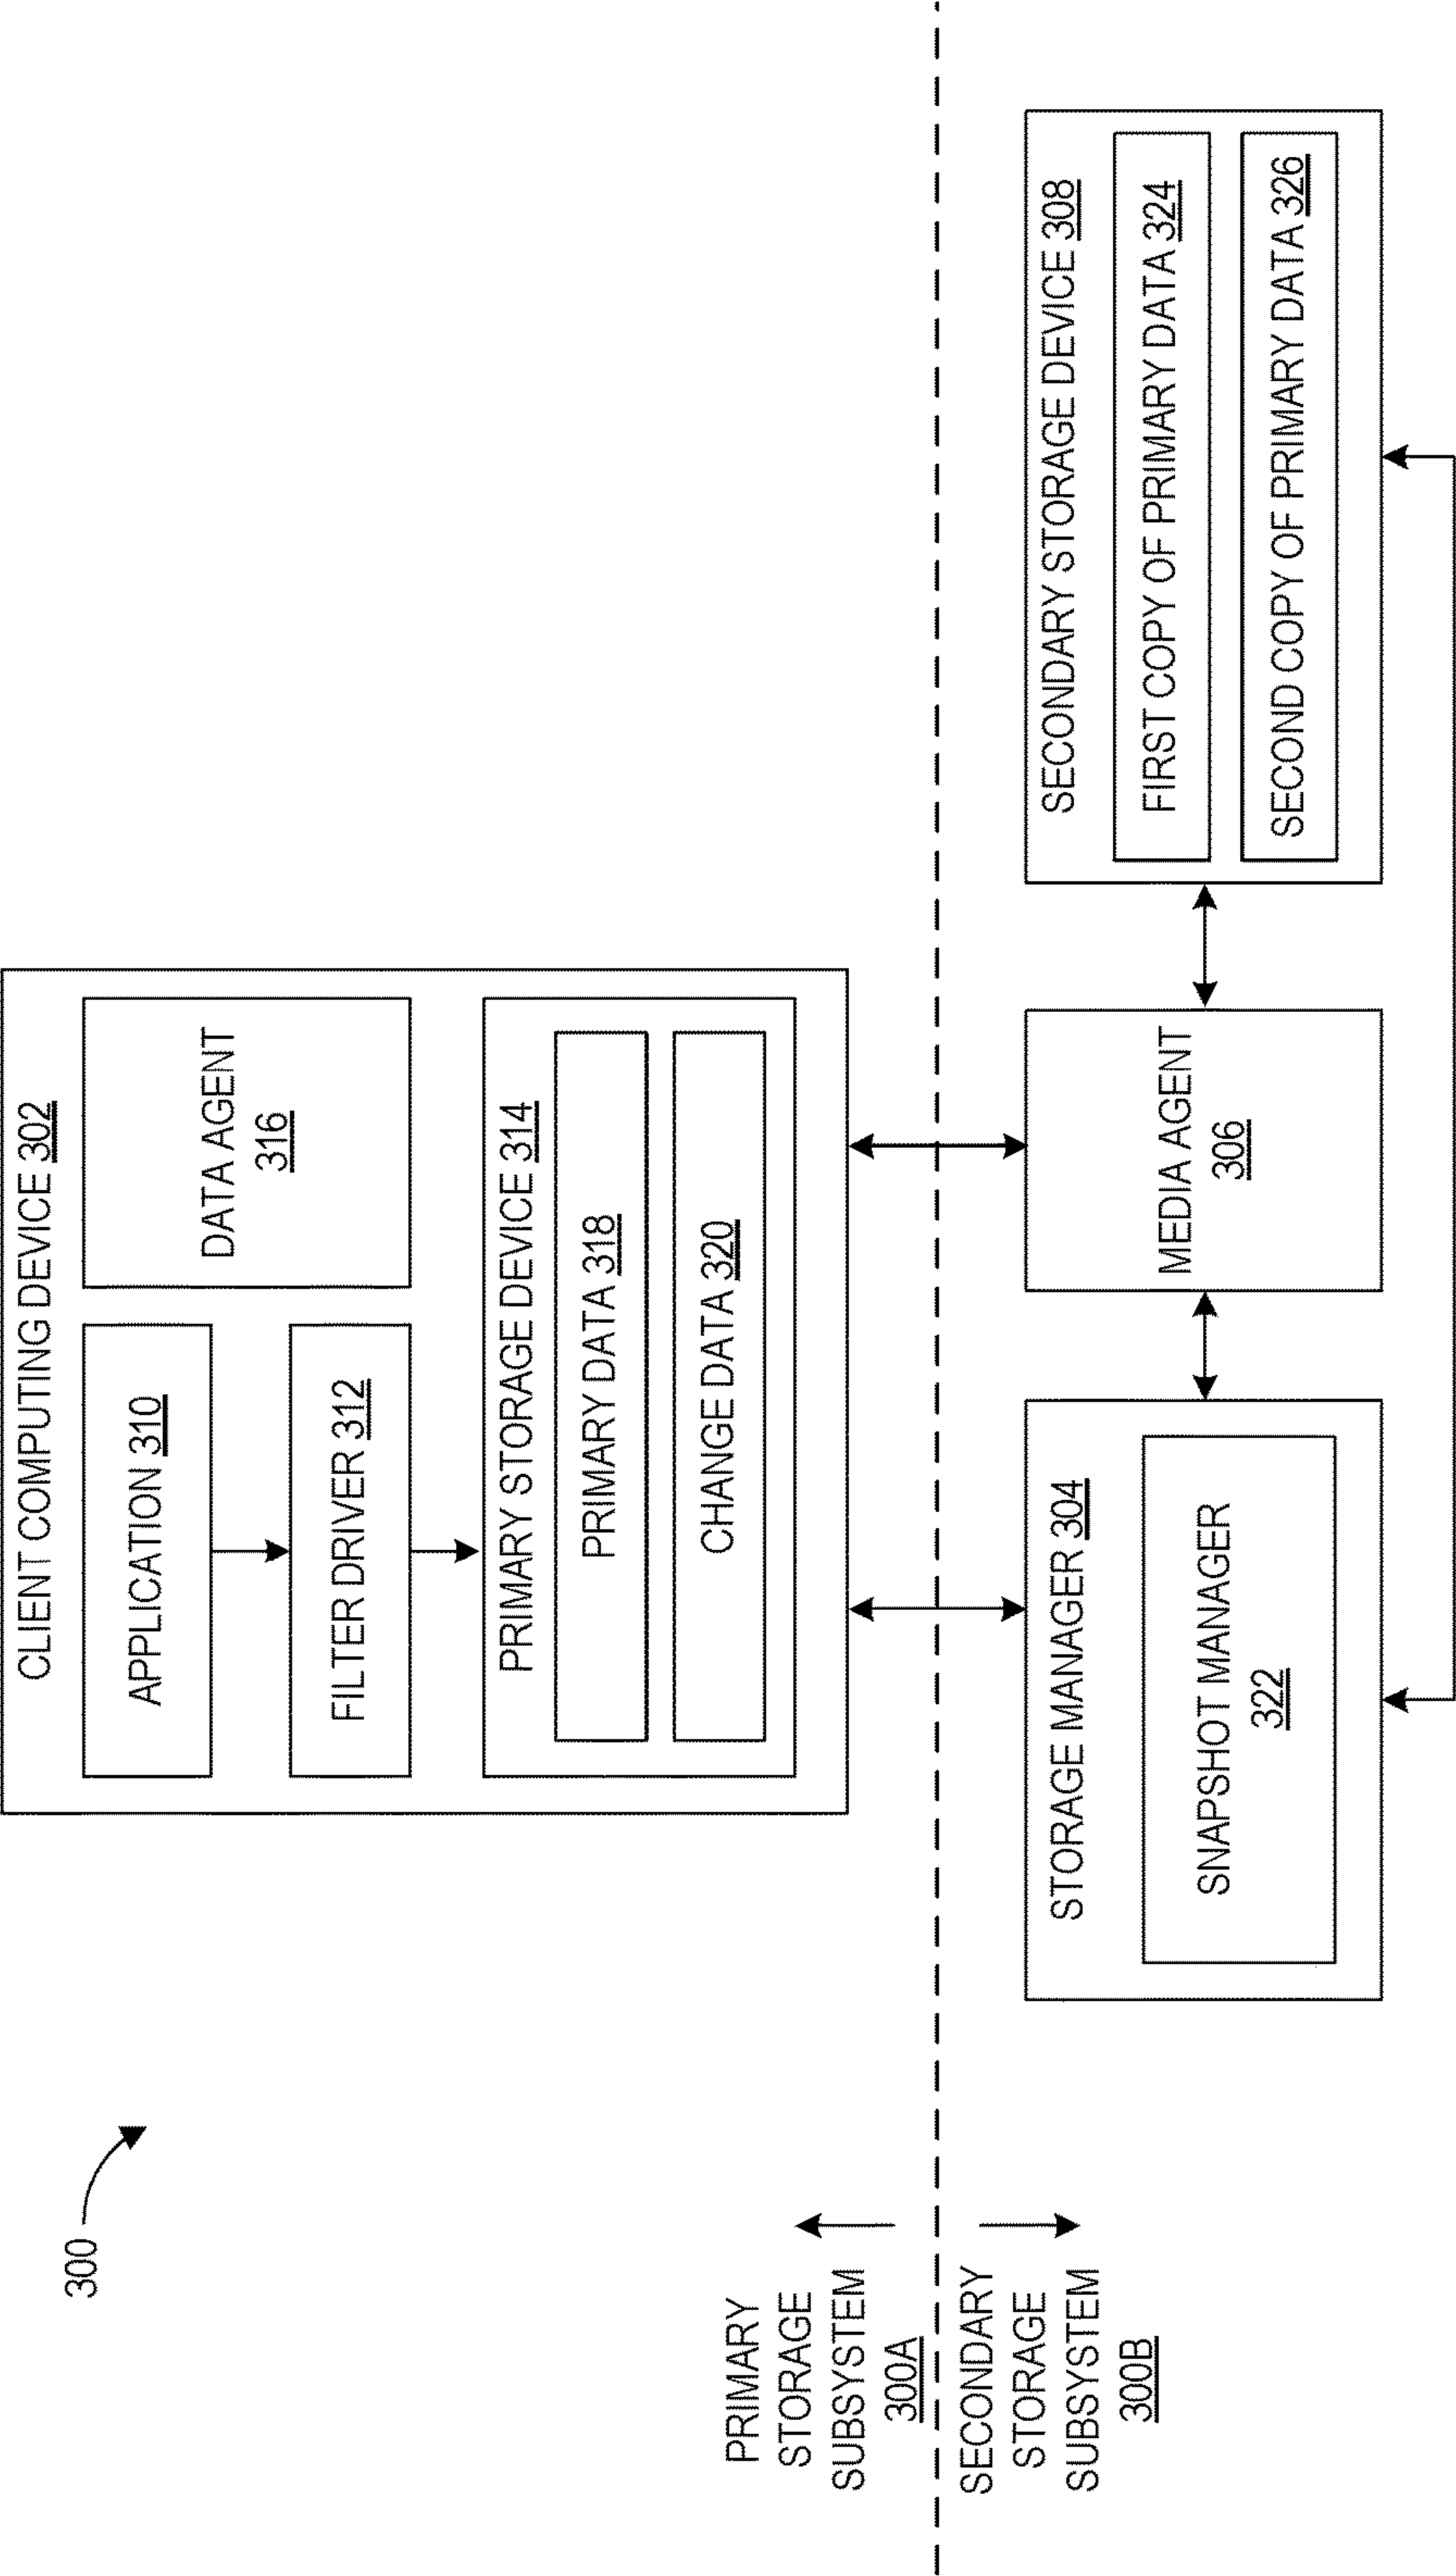 300
CLIENT COMPUTING DEVICE 302
APPLICATION 310
DATA AGENT
316
FILTER DRIVER 312
PRIMARY STORAGE DEVICE 314
PRIMARY DATA 318
CHANGE DATA 320
PRIMARY
STORAGE
SUBSYSTEM
300A
SECONDARY
STORAGE
SUBSYSTEM
300B
STORAGE MANAGER 304
SNAPSHOT MANAGER
322
MEDIA AGENT
306
SECONDARY STORAGE DEVICE 308
FIRST COPY OF PRIMARY DATA 324
SECOND COPY OF PRIMARY DATA 326